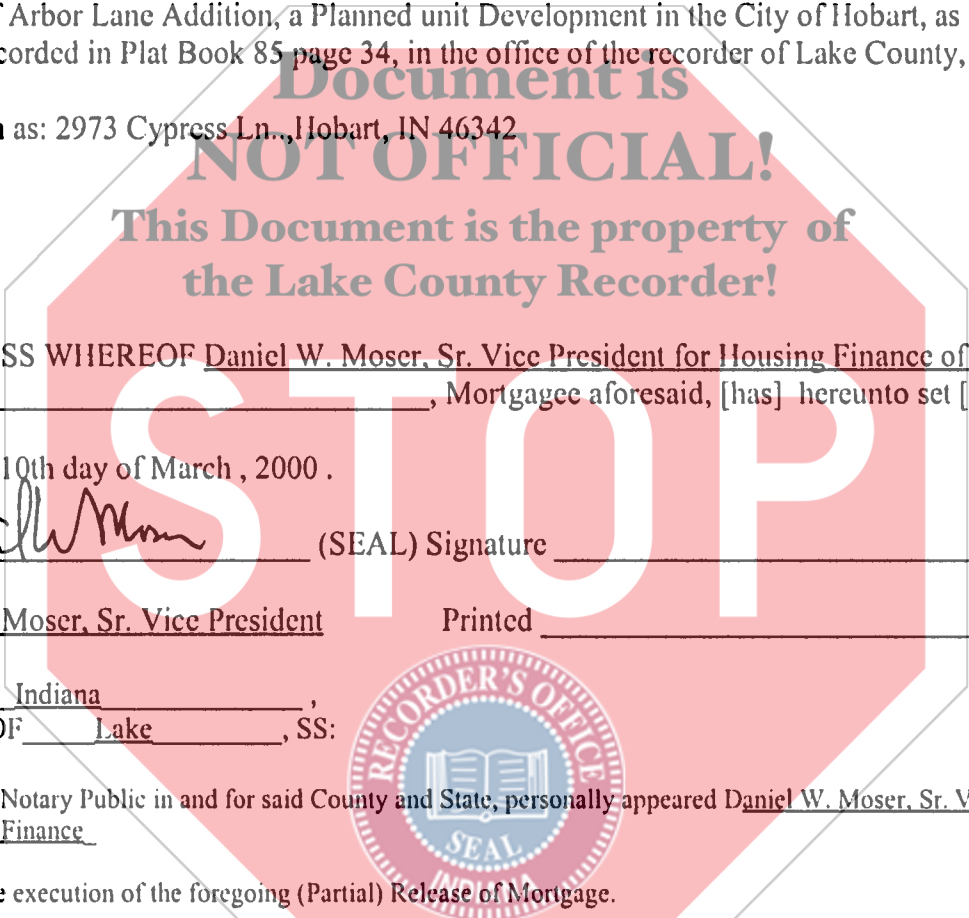 Arbor Lane Addition, a Planned unit Development in the City of Hobart, as
corded in Plat Book 85 page 34, in the office of the recorder of Lake County,
Document is
as: 2973 Cypress Ln.., Hobart, IN 46342
NOT OFFICIAL!
This Document is the property of
the Lake County Recorder!
SS WHEREOF Daniel W. Moser, Sr. Vice President for Housing Finance of
, Mortgagee aforesaid, [has] hereunto set [
STOP
10th day of March , 2000 .
(SEAL) Signature
Moser, Sr. Vice President Printed
Indiana ,
OF Lake , SS:
RECORDER'S OFFICE
Notary Public in and for said County and State, personally appeared Daniel W. Moser, Sr. V
Finance
SEAL
INDIANA
e execution of the foregoing (Partial) Release of Mortgage.